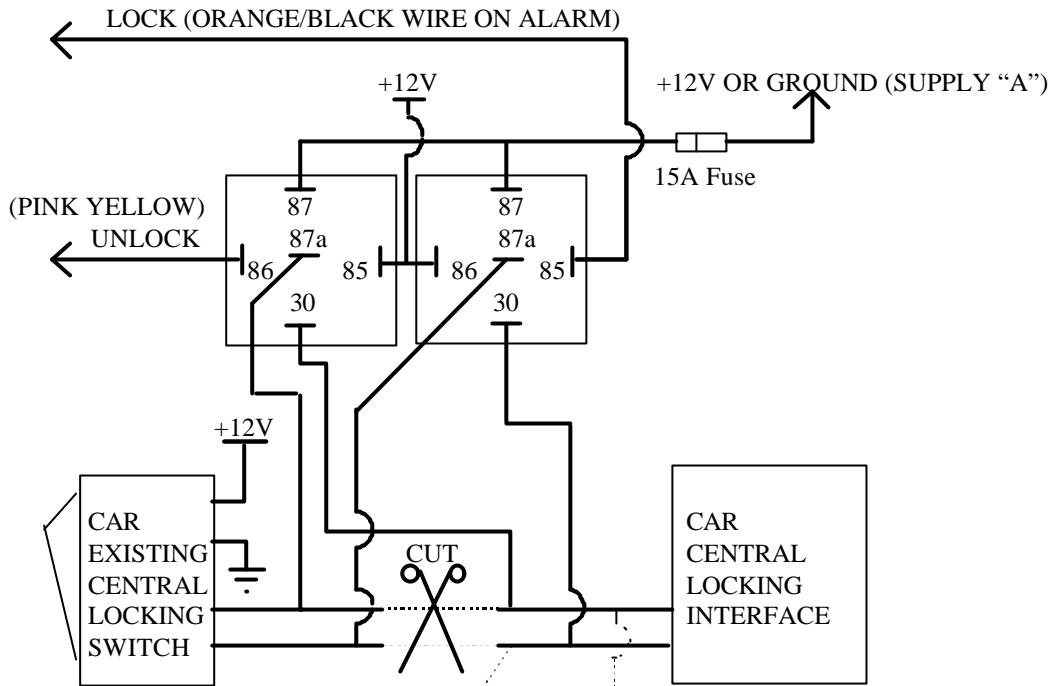 LOCK (ORANGE/BLACK WIRE ON ALARM)
+12V
+12V OR GROUND (SUPPLY “A”)
15A Fuse
(PINK YELLOW)
UNLOCK
87
87
87a
87a
86
85
86
85
30
30
+12V
CAR
EXISTING
CENTRAL
LOCKING
SWITCH
CUT
CAR
CENTRAL
LOCKING
INTERFACE